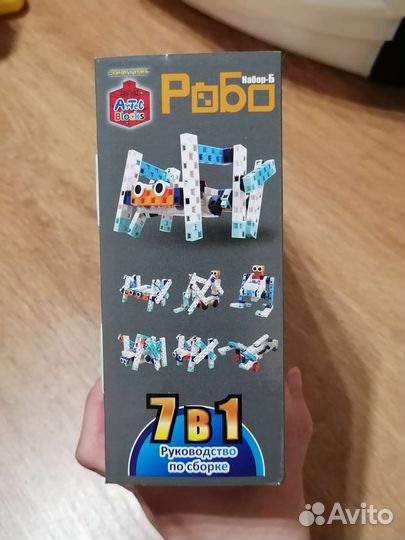 ArTec
Blocks
Набор-Б
Робо
7 в 1
Руководство
по сборке
Avito